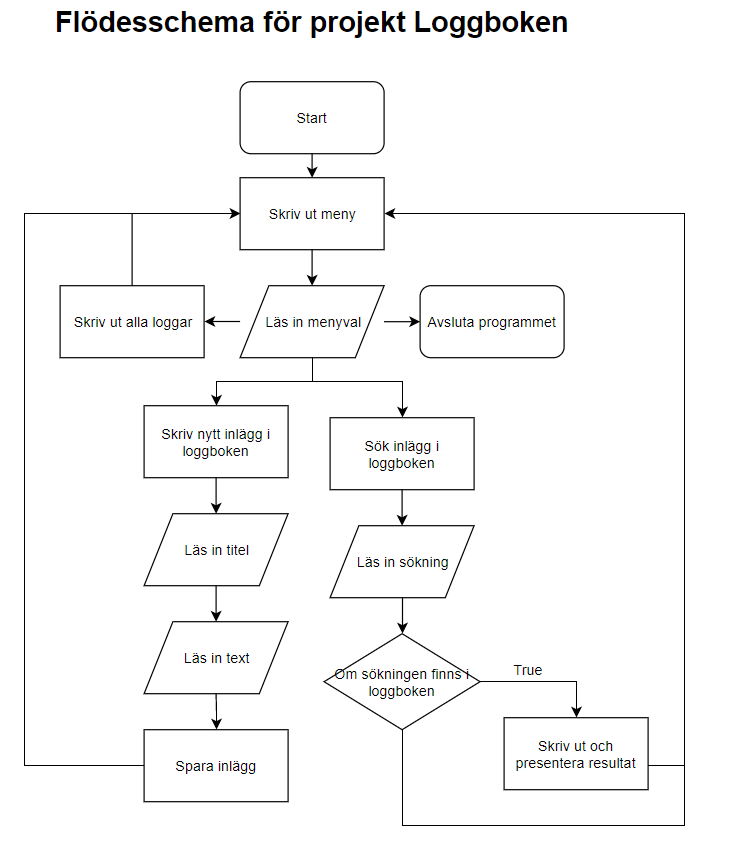 Flödesschema för projekt Loggboken
Start
Skriv ut meny
Skriv ut alla loggar
Läs in menyval
Avsluta programmet
Skriv nytt inlägg i
loggboken
Sök inlägg i
loggboken
Läs in titel
Läs in sökning
Läs in text
Om sökningen finns i
loggboken
True
Spara inlägg
Skriv ut och
presentera resultat